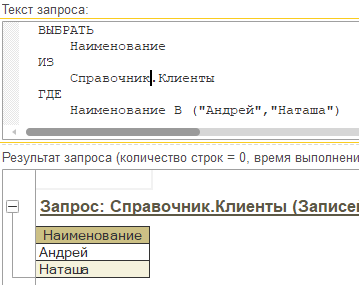 Текст запроса:
ВЫБРАТЬ
Наименование
ИЗ
Справочник.Клиенты
ГДЕ
Наименование В ("Андрей","Наташа")
Результат запроса (количество строк = 0, время выполнени
Запрос: Справочник.Клиенты (Записе
Наименование
Андрей
Наташа